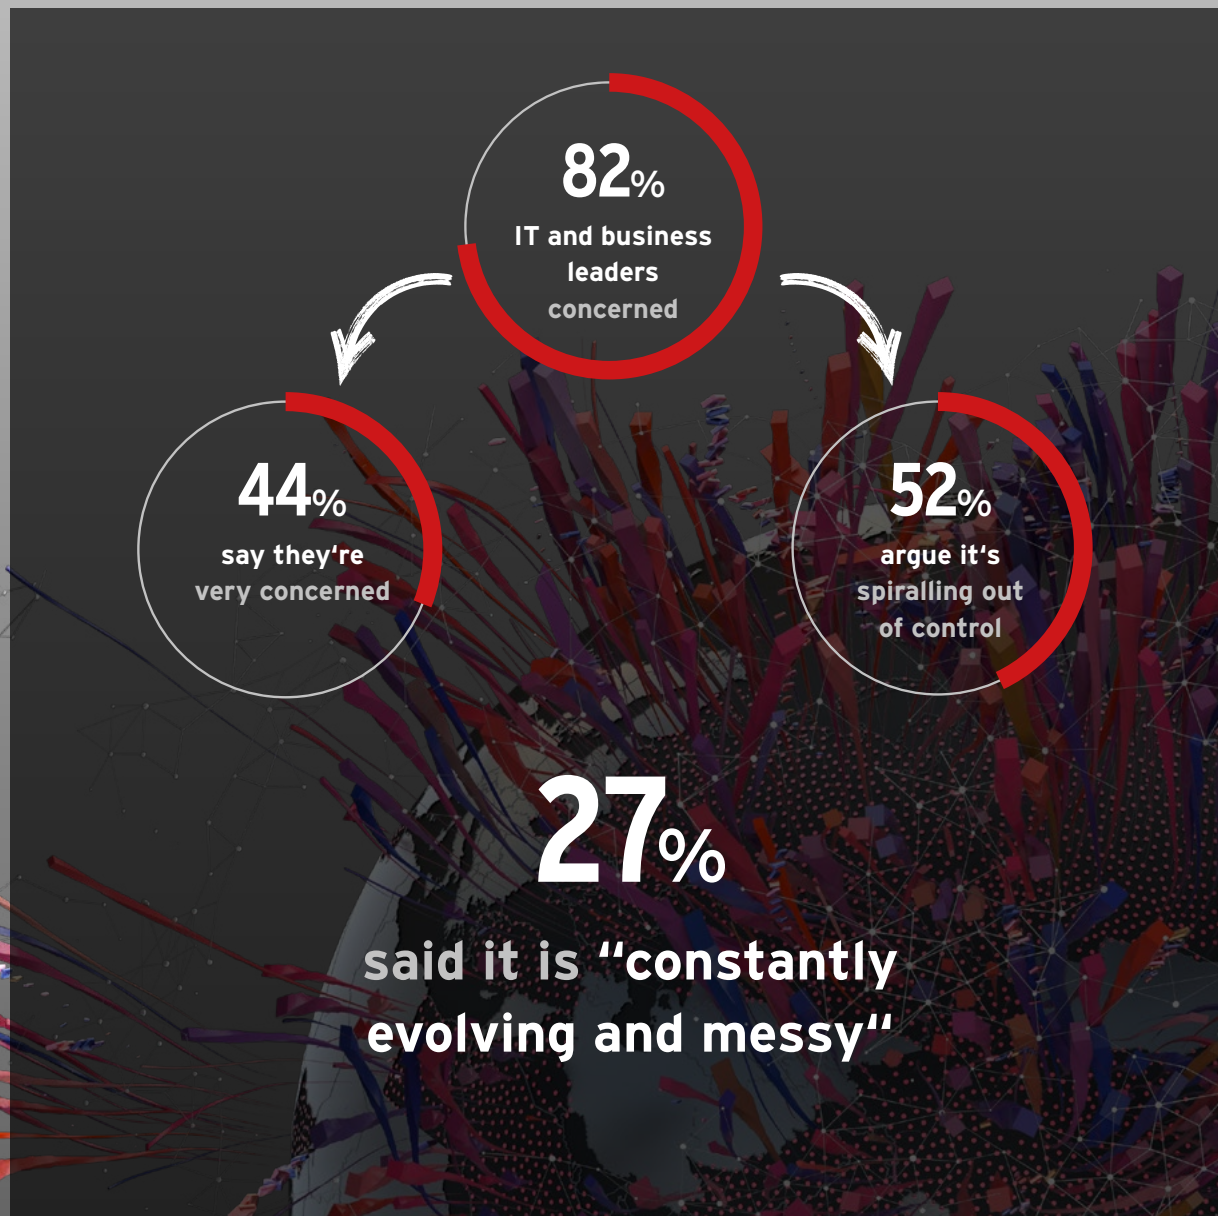 82%
IT and business
leaders
concerned
44%
say they‘re
very concerned
52%
argue it‘s
spiralling out
of control
27%
said it is “constantly
evolving and messy“